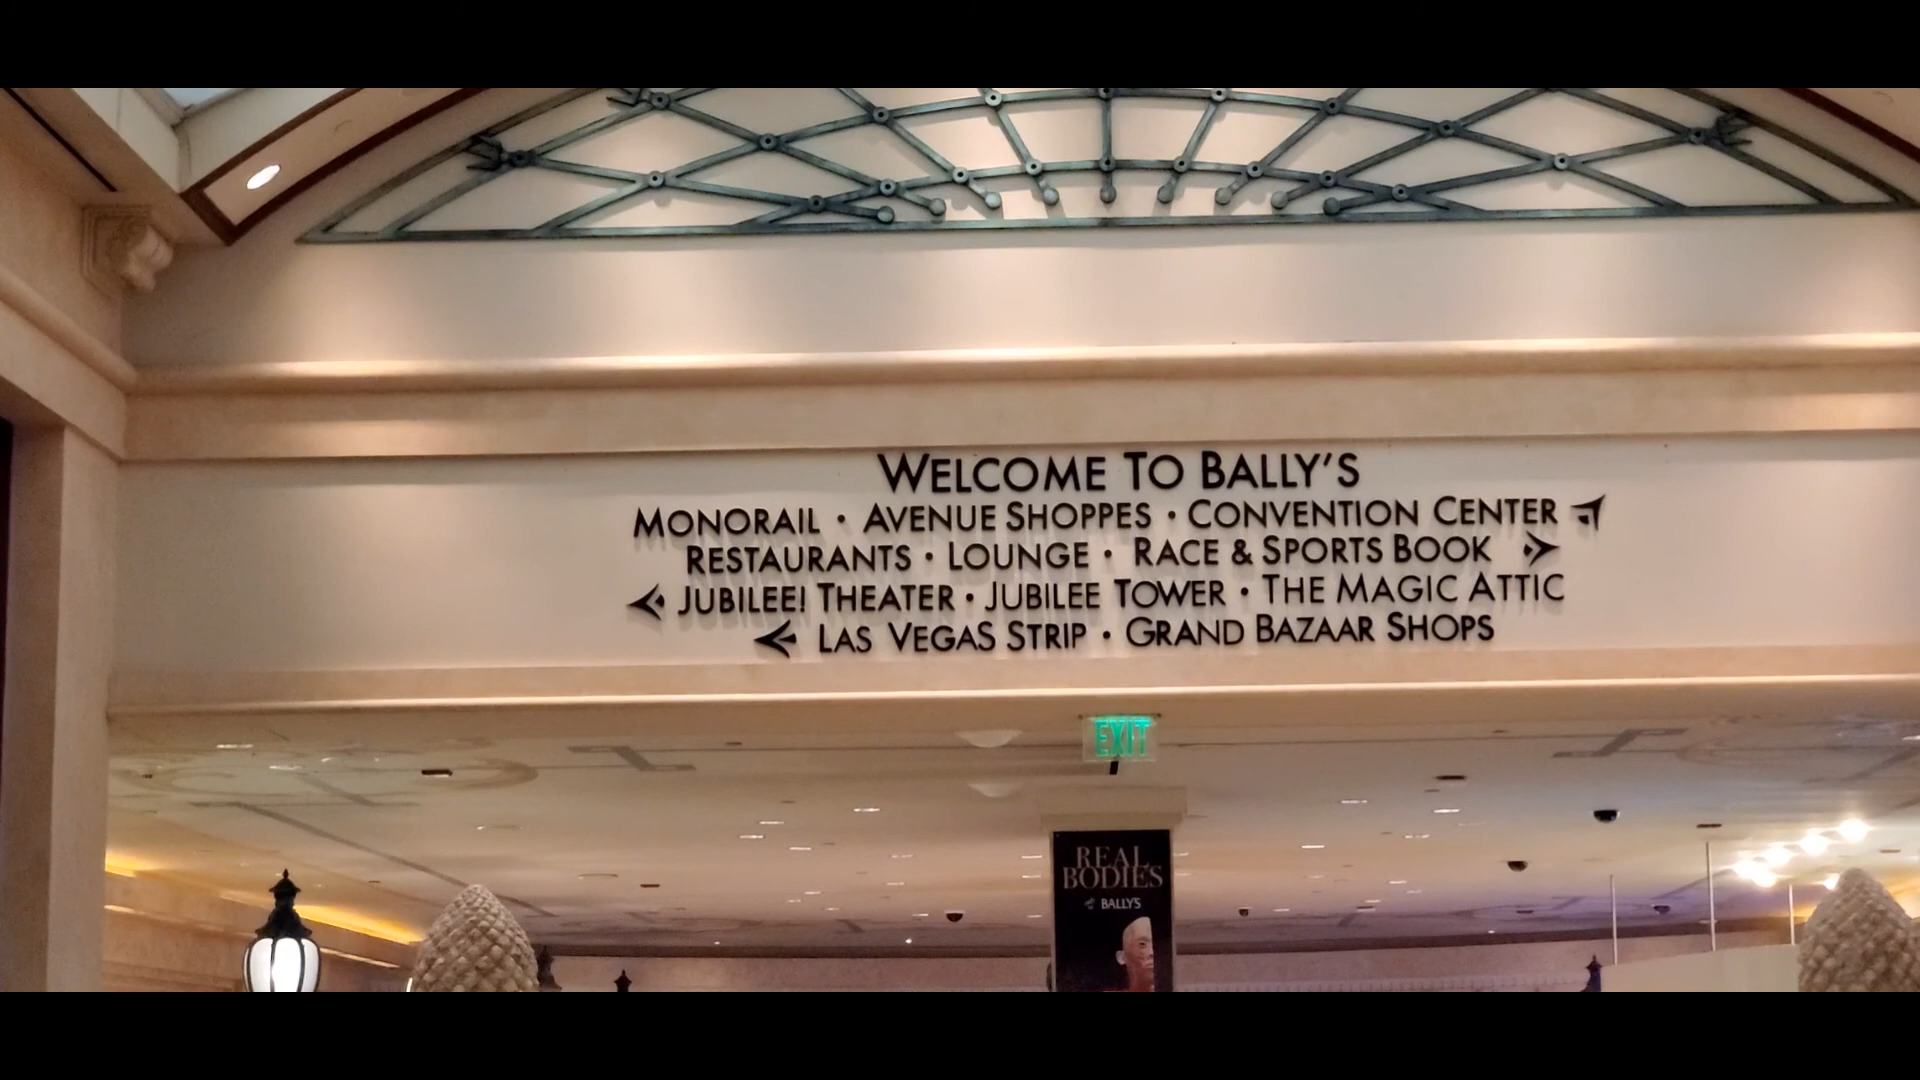 WELCOME TO BALLY'S
MONORAIL • AVENUE SHOPPES • CONVENTION CENTER
RESTAURANTS • LOUNGE • RACE & SPORTS BOOK
JUBILEE! THEATER • JUBILEE TOWER • THE MAGIC ATTIC
LAS VEGAS STRIP • GRAND BAZAAR SHOPS
EXIT
REAL
BODIES
BALLY'S